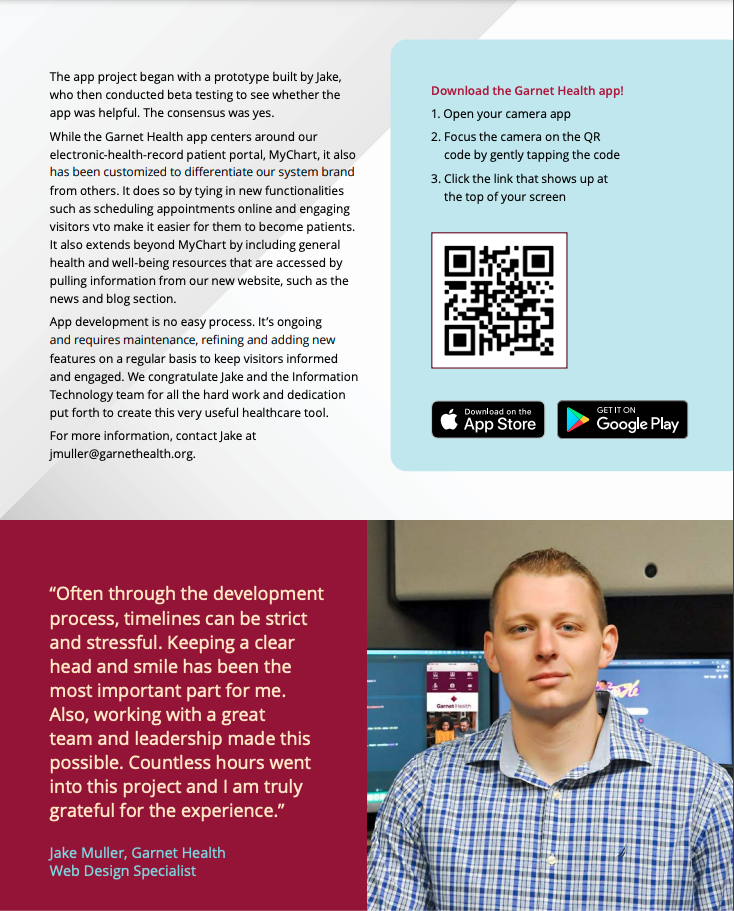 The app project began with a prototype built by Jake,
who then conducted beta testing to see whether the
app was helpful. The consensus was yes.
While the Garnet Health app centers around our
electronic-health-record patient portal, MyChart, it also
has been customized to differentiate our system brand
from others. It does so by tying in new functionalities
such as scheduling appointments online and engaging
visitors vto make it easier for them to become patients.
It also extends beyond MyChart by including general
health and well-being resources that are accessed by
pulling information from our new website, such as the
news and blog section.
App development is no easy process. It's ongoing
and requires maintenance, refining and adding new
features on a regular basis to keep visitors informed
and engaged. We congratulate Jake and the Information
Technology team for all the hard work and dedication
put forth to create this very useful healthcare tool.
For more information, contact Jake at
jmuller@garnethealth.org.
Download the Garnet Health app!
1. Open your camera app
2. Focus the camera on the QR
code by gently tapping the code
3. Click the link that shows up at
the top of your screen
Download on the
App Store
GET IT ON
Google Play
“Often through the development
process, timelines can be strict
and stressful. Keeping a clear
head and smile has been the
most important part for me.
Also, working with a great
team and leadership made this
possible. Countless hours went
into this project and I am truly
grateful for the experience.”
Jake Muller, Garnet Health
Web Design Specialist
Garnet Health